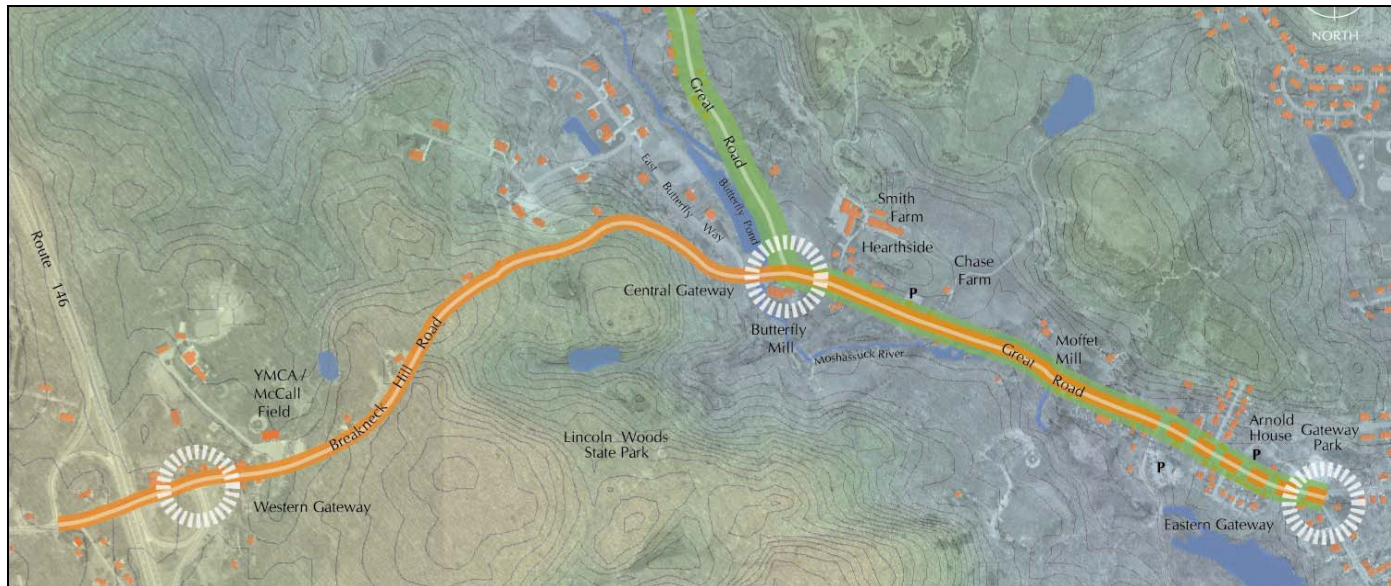 NORTH
Great
Road
East Butterfly Way
Butterfly Pond
Smith
Farm
Hearthside
Route 146
Chase
Farm
Central Gateway
P
Butterfly
Mill
Moshassuck River
Moffet
Mill
Great
Road
YMCA /
McCall
Field
Breakneck Hill Road
Lincoln Woods
State Park
Arnold
House
Gateway
Park
P
P
Western Gateway
Eastern Gateway